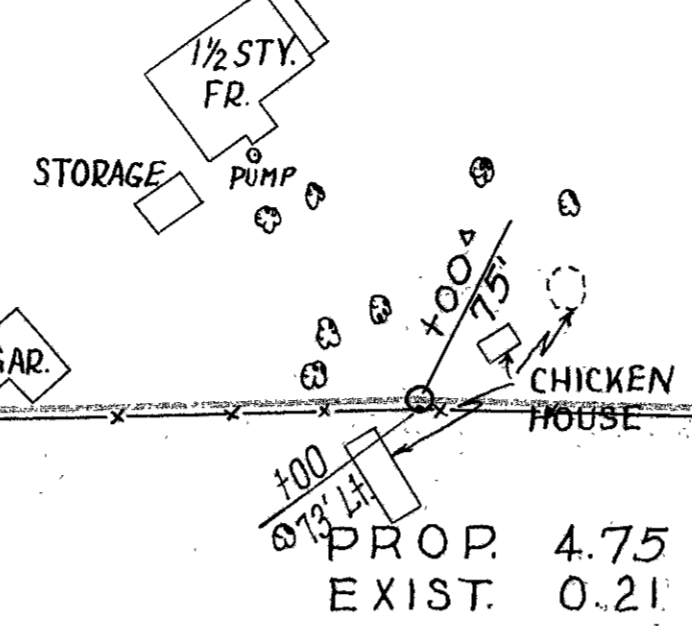 1½ STY.
FR.
STORAGE
PUMP
+00
75'
GAR.
CHICKEN
HOUSE
+00
73' Lt.
PROP. 4.75
EXIST. 0.21